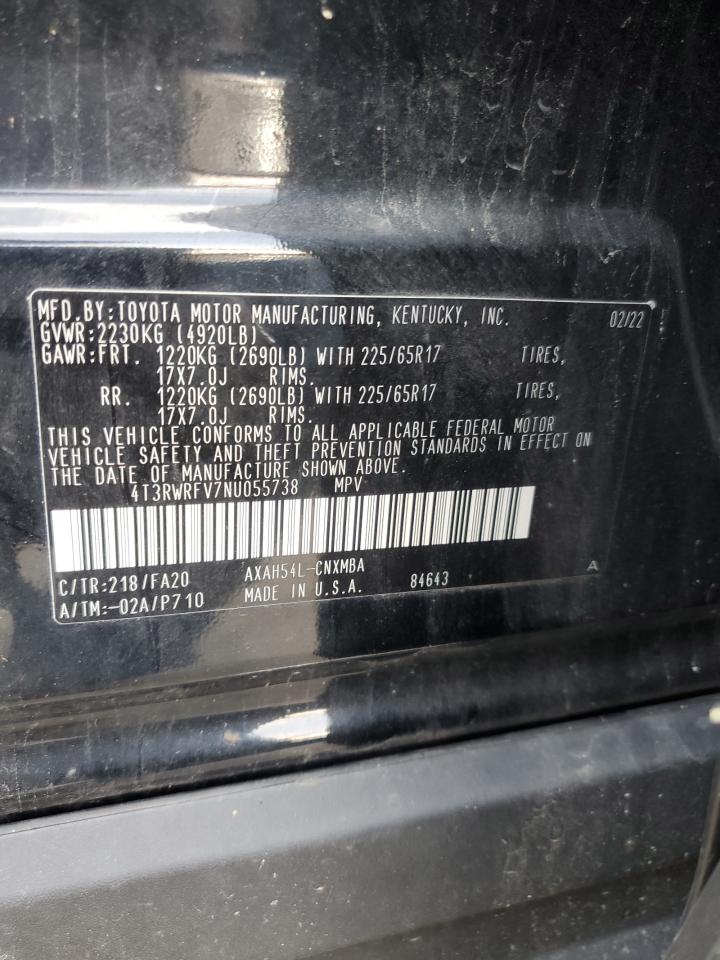 MFD.BY:TOYOTA MOTOR MANUFACTURING, KENTUCKY, INC. 02/22
GVWR:2230KG (4920LB)
GAWR:FRT. 1220KG (2690LB) WITH 225/65R17 TIRES,
17X7.0J RIMS.
RR. 1220KG (2690LB) WITH 225/65R17 TIRES,
17X7.0J RIMS.
THIS VEHICLE CONFORMS TO ALL APPLICABLE FEDERAL MOTOR
VEHICLE SAFETY AND THEFT PREVENTION STANDARDS IN EFFECT ON
THE DATE OF MANUFACTURE SHOWN ABOVE.
4T3RWRFV7NU055738 MPV
C/TR:218/FA20 AXAH54L-CNXMBA A
A/TM:-02A/P710 MADE IN U.S.A. 84643